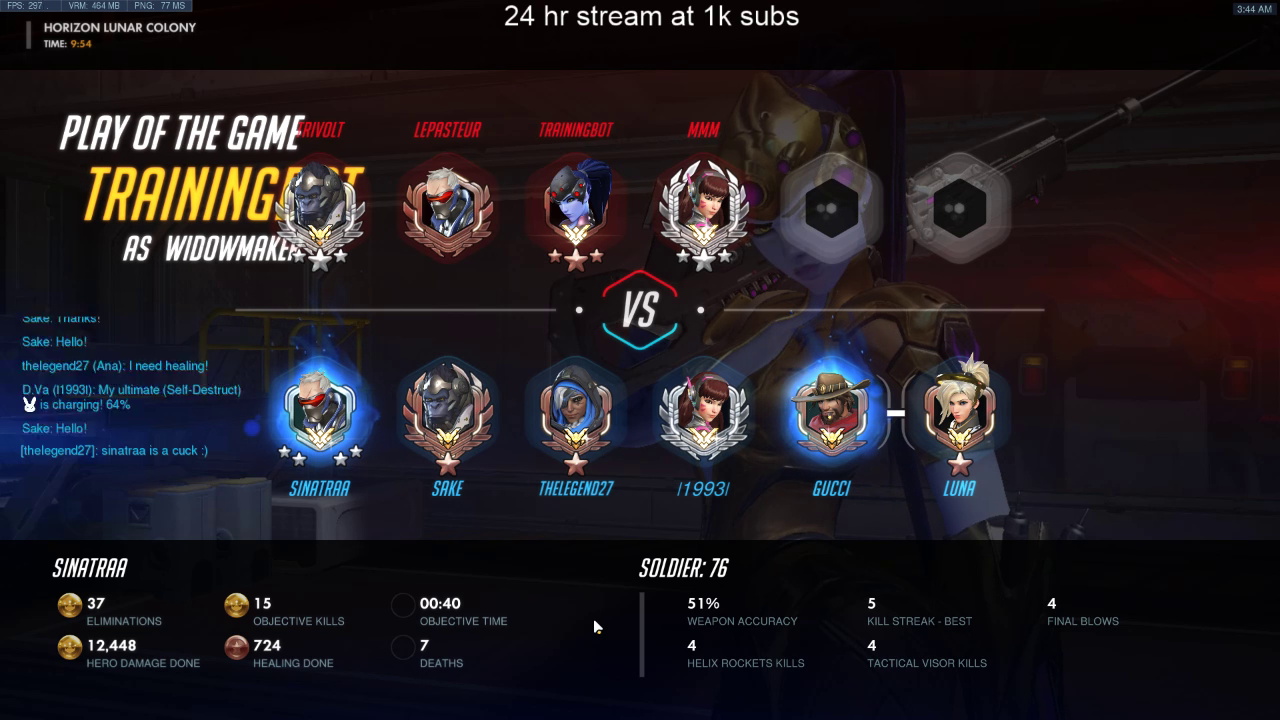 FPS: 297 . VRM: 464 MB PNG: 77 MS
24 hr stream at 1k subs
3:44 AM
HORIZON LUNAR COLONY
TIME: 9:54
PLAY OF THE GAME
AS WIDOWMAKER
LEPASTEUR TRAININGBOT MMM
VS
Sake: Thanks!
Sake: Hello!
thelegend27 (Ana): I need healing!
D.Va (I1993I): My ultimate (Self-Destruct)
is charging! 64%
Sake: Hello!
[thelegend27]: sinatraa is a cuck :)
SINATRAA SAKE THELEGEND27 I1993I GUCCI LUNA
SINATRAA
SOLDIER: 76
37 15 00:40
ELIMINATIONS OBJECTIVE KILLS OBJECTIVE TIME
12,448 724 7
HERO DAMAGE DONE HEALING DONE DEATHS
51% 5 4
WEAPON ACCURACY KILL STREAK - BEST FINAL BLOWS
4 4
HELIX ROCKETS KILLS TACTICAL VISOR KILLS